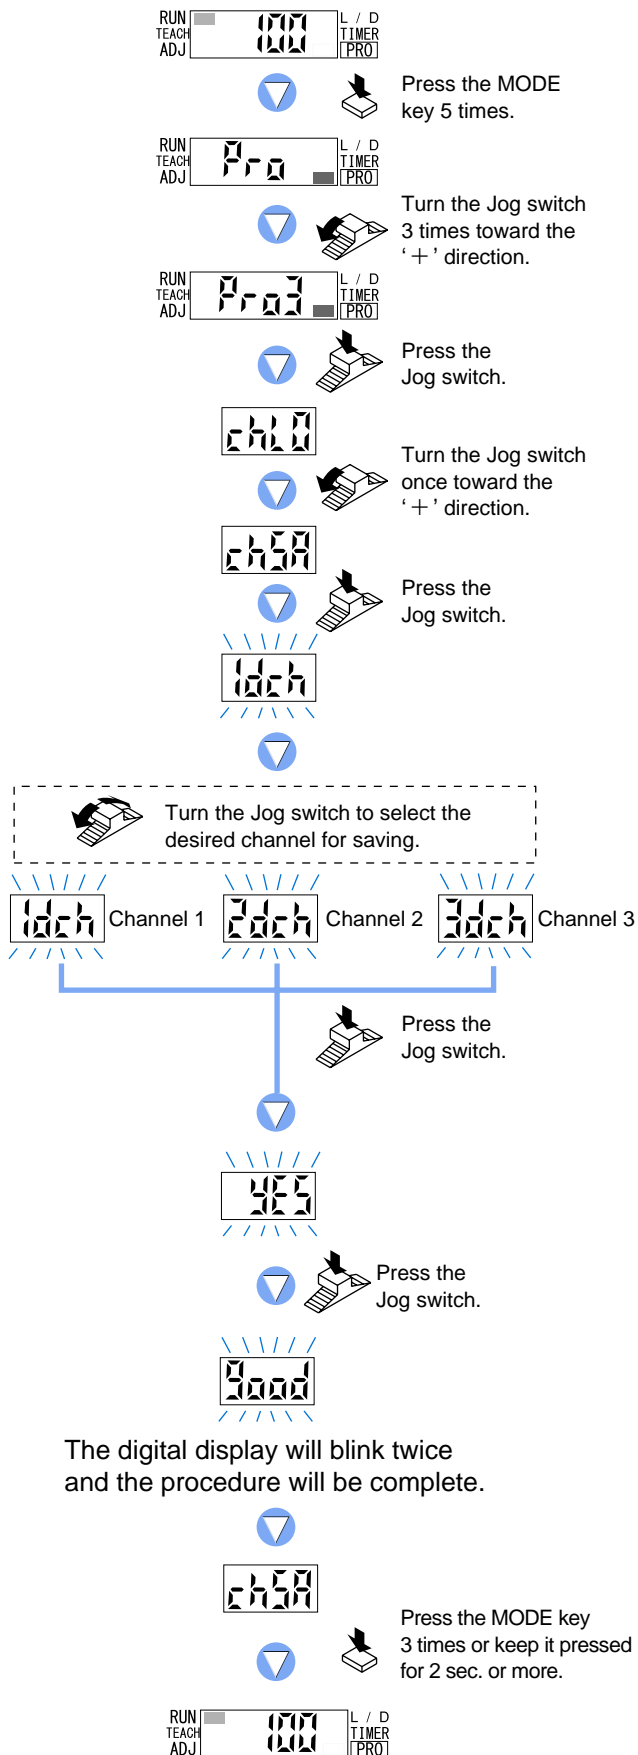 RUN
TEACH
ADJ
100
L / D
TIMER
PRO
Press the MODE
key 5 times.
RUN
TEACH
ADJ
Pro
L / D
TIMER
PRO
Turn the Jog switch
3 times toward the
‘＋’ direction.
RUN
TEACH
ADJ
Pro3
L / D
TIMER
PRO
Press the
Jog switch.
chLO
Turn the Jog switch
once toward the
‘＋’ direction.
chSA
Press the
Jog switch.
1dch
Turn the Jog switch to select the
desired channel for saving.
1dch Channel 1 2dch Channel 2 3dch Channel 3
Press the
Jog switch.
YES
Press the
Jog switch.
good
The digital display will blink twice
and the procedure will be complete.
chSA
Press the MODE key
3 times or keep it pressed
for 2 sec. or more.
RUN
TEACH
ADJ
100
L / D
TIMER
PRO